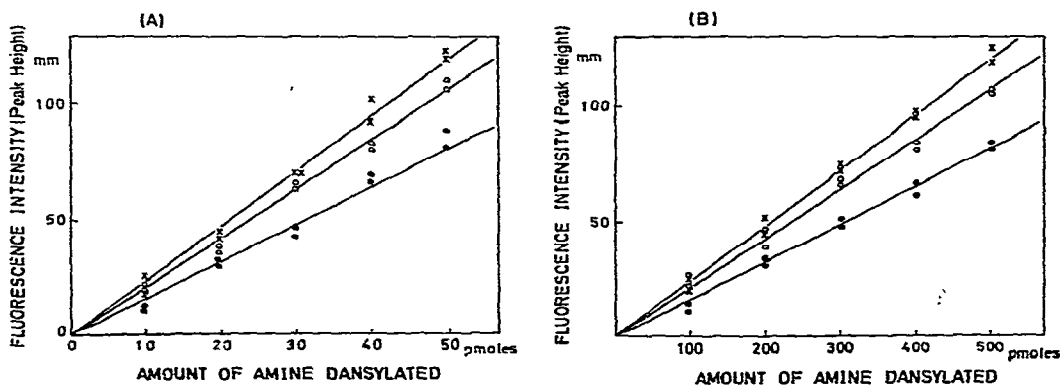 (A)
FLUORESCENCE INTENSITY (Peak Height)
mm
100
50
0
0 10 20 30 40 50 pmoles
AMOUNT OF AMINE DANSYLATED
(B)
FLUORESCENCE INTENSITY (Peak Height)
mm
100
50
100 200 300 400 500 pmoles
AMOUNT OF AMINE DANSYLATED